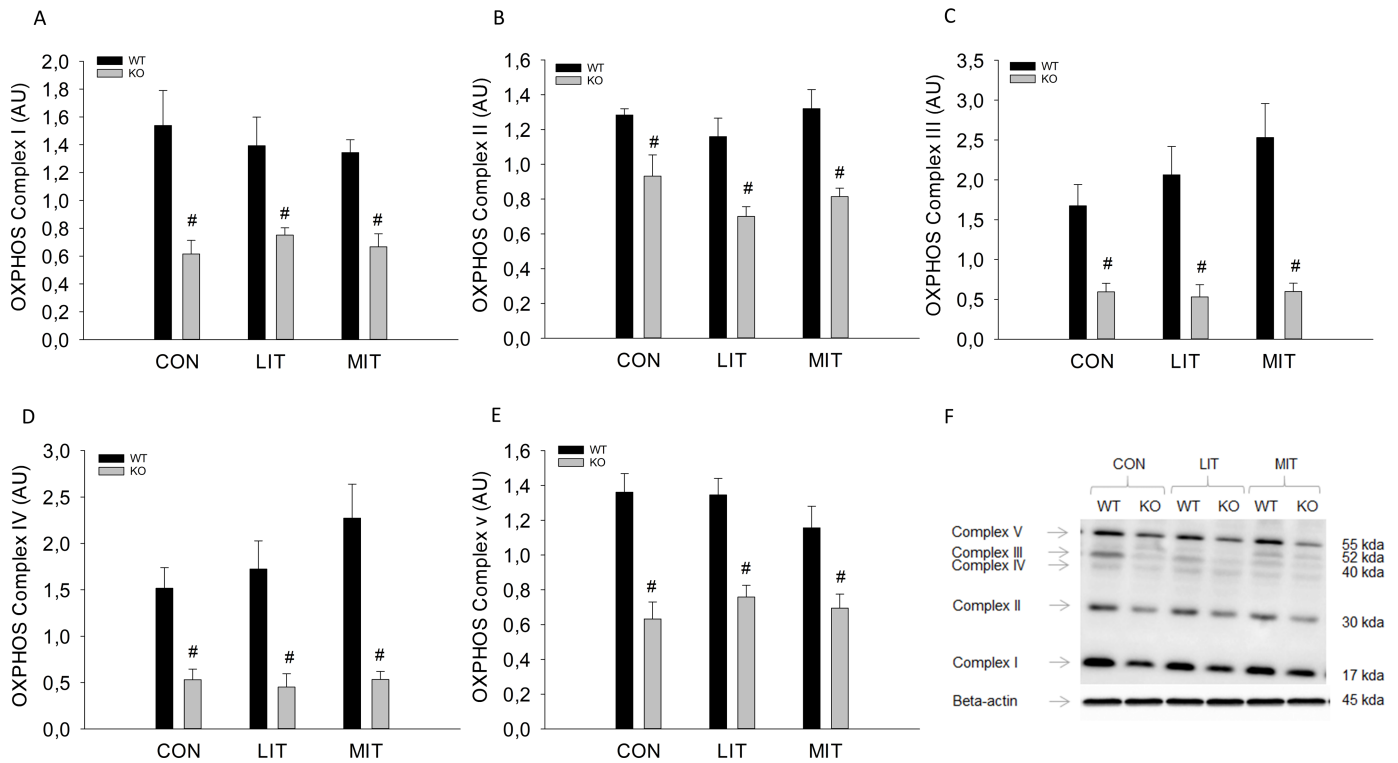 A
OXPHOS Complex I (AU)
2,0
1,8
1,6
1,4
1,2
1,0
0,8
0,6
0,4
0,2
0,0
WT
KO
#
#
#
CON LIT MIT
B
OXPHOS Complex II (AU)
1,6
1,4
1,2
1,0
0,8
0,6
0,4
0,2
0,0
WT
KO
#
#
#
CON LIT MIT
C
OXPHOS Complex III (AU)
3,5
3,0
2,5
2,0
1,5
1,0
0,5
0,0
WT
KO
#
#
#
CON LIT MIT
D
OXPHOS Complex IV (AU)
3,0
2,5
2,0
1,5
1,0
0,5
0,0
WT
KO
#
#
#
CON LIT MIT
E
OXPHOS Complex v (AU)
1,6
1,4
1,2
1,0
0,8
0,6
0,4
0,2
0,0
WT
KO
#
#
#
CON LIT MIT
F
CON LIT MIT
WT KO WT KO WT KO
Complex V 55 kda
Complex III 52 kda
Complex IV 40 kda
Complex II 30 kda
Complex I 17 kda
Beta-actin 45 kda